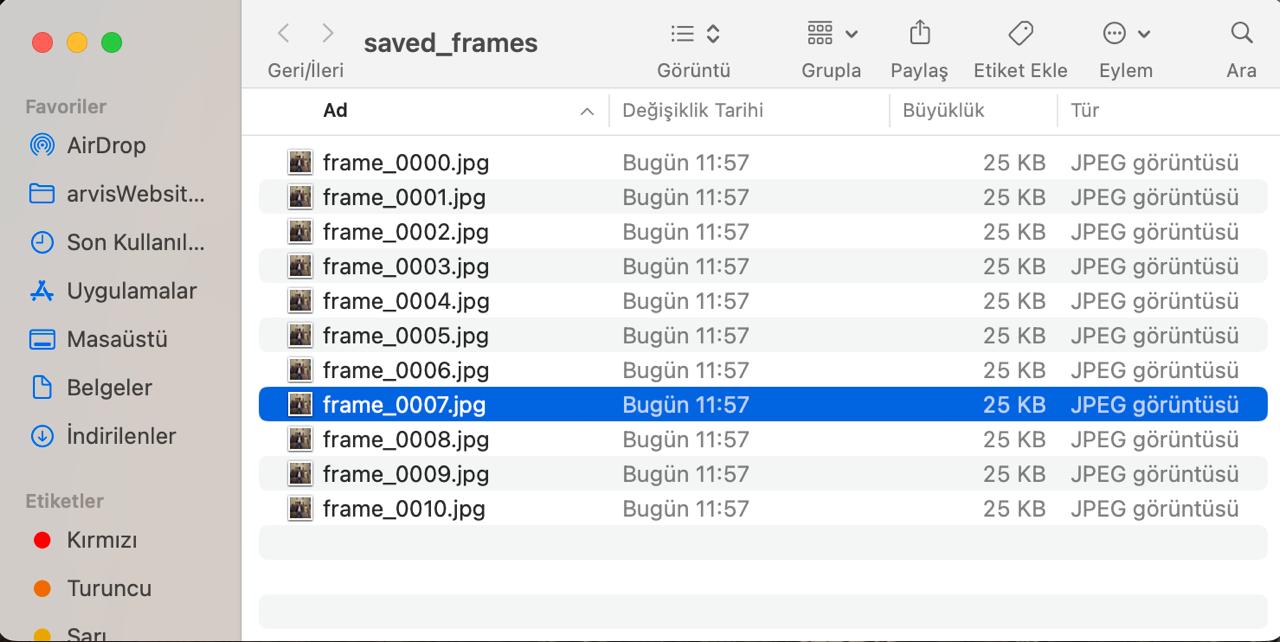 saved_frames
Geri/İleri
Görüntü
Grupla
Paylaş
Etiket Ekle
Eylem
Ara
Favoriler
AirDrop
arvisWebsit...
Son Kullanıl...
Uygulamalar
Masaüstü
Belgeler
İndirilenler
Etiketler
Kırmızı
Turuncu
Sarı
Ad Değişiklik Tarihi Büyüklük Tür
frame_0000.jpg Bugün 11:57 25 KB JPEG görüntüsü
frame_0001.jpg Bugün 11:57 25 KB JPEG görüntüsü
frame_0002.jpg Bugün 11:57 25 KB JPEG görüntüsü
frame_0003.jpg Bugün 11:57 25 KB JPEG görüntüsü
frame_0004.jpg Bugün 11:57 25 KB JPEG görüntüsü
frame_0005.jpg Bugün 11:57 25 KB JPEG görüntüsü
frame_0006.jpg Bugün 11:57 25 KB JPEG görüntüsü
frame_0007.jpg Bugün 11:57 25 KB JPEG görüntüsü
frame_0008.jpg Bugün 11:57 25 KB JPEG görüntüsü
frame_0009.jpg Bugün 11:57 25 KB JPEG görüntüsü
frame_0010.jpg Bugün 11:57 25 KB JPEG görüntüsü